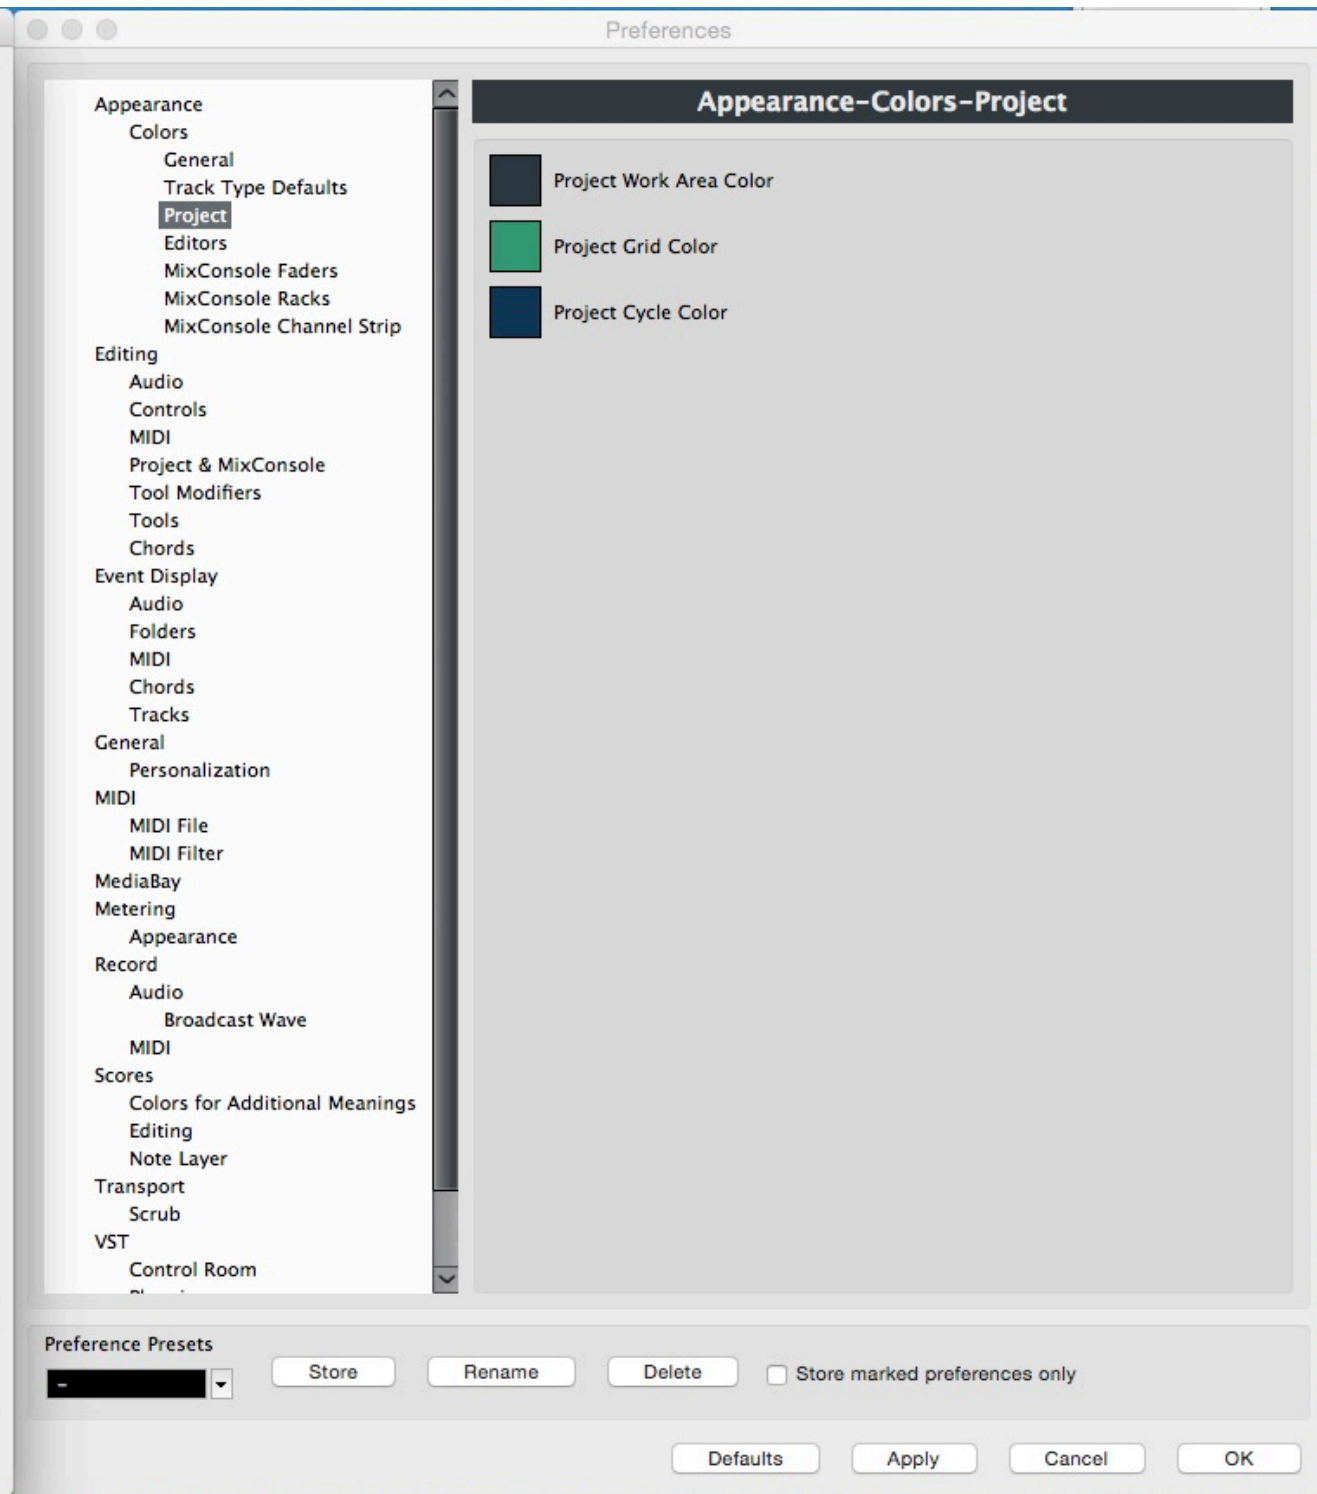 Preferences
Appearance
Colors
General
Track Type Defaults
Project
Editors
MixConsole Faders
MixConsole Racks
MixConsole Channel Strip
Editing
Audio
Controls
MIDI
Project & MixConsole
Tool Modifiers
Tools
Chords
Event Display
Audio
Folders
MIDI
Chords
Tracks
General
Personalization
MIDI
MIDI File
MIDI Filter
MediaBay
Metering
Appearance
Record
Audio
Broadcast Wave
MIDI
Scores
Colors for Additional Meanings
Editing
Note Layer
Transport
Scrub
VST
Control Room
Appearance-Colors-Project
Project Work Area Color
Project Grid Color
Project Cycle Color
Preference Presets
–
Store
Rename
Delete
Store marked preferences only
Defaults
Apply
Cancel
OK